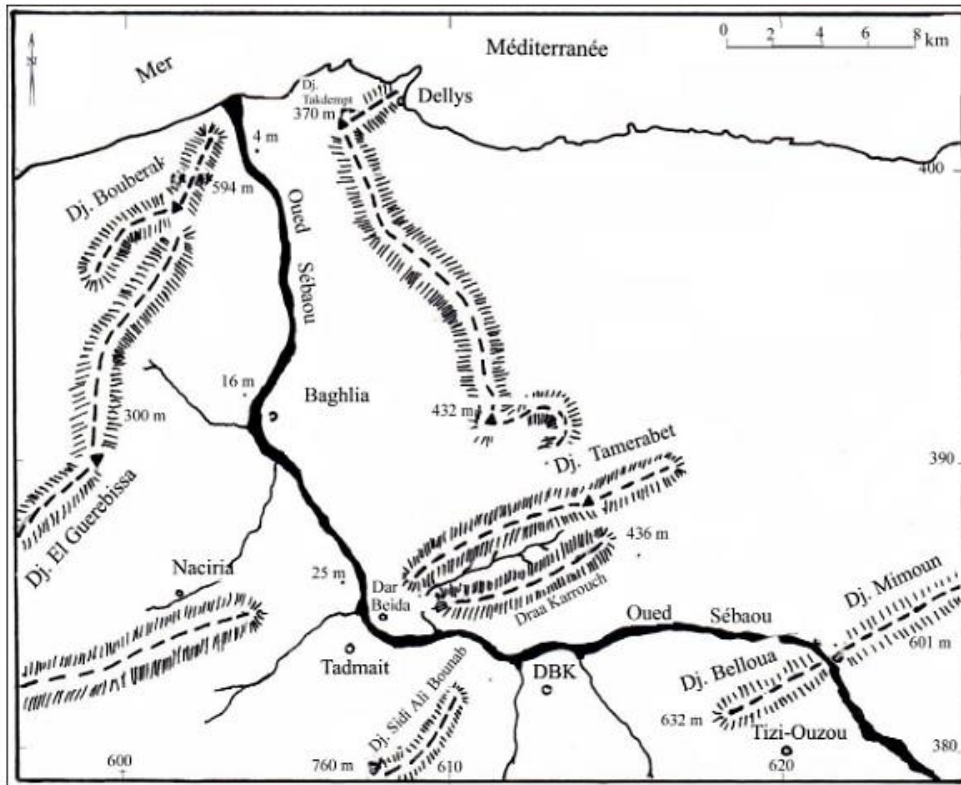 0 2 4 6 8 km
Mer
Méditerranée
N
Dj.
Takdempt
370 m
Dellys
4 m
400
Dj. Bouberak
594 m
Oued
Sébaou
16 m
Baghlia
300 m
432 m
Dj. Tamerabet
390
Dj. El Guerebissa
436 m
Naciria
25 m
Dar
Beida
Draa Karrouch
Dj. Mimoun
Oued Sébaou
601 m
Tadmait
Dj. Sidi Ali Bounab
DBK
Dj. Belloua
632 m
Tizi-Ouzou
760 m
380
600
610
620